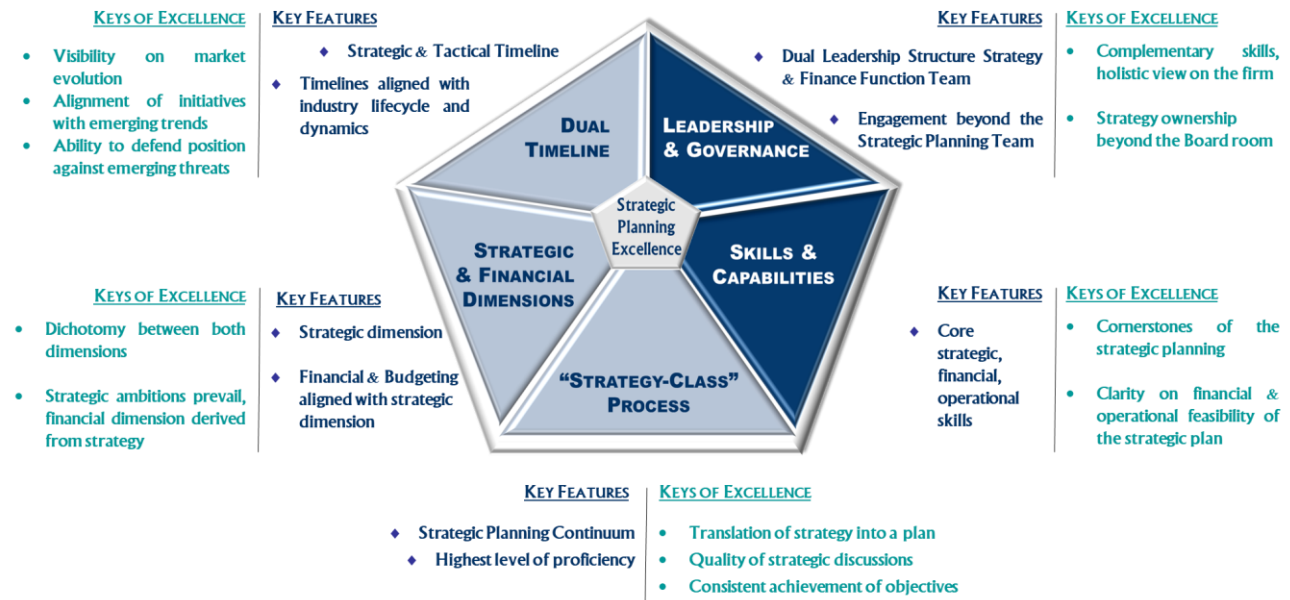 KEYS OF EXCELLENCE
• Visibility on market
evolution
• Alignment of initiatives
with emerging trends
• Ability to defend position
against emerging threats
KEY FEATURES
♦ Strategic & Tactical Timeline
♦ Timelines aligned with
industry lifecycle and
dynamics
DUAL
TIMELINE
LEADERSHIP
& GOVERNANCE
KEY FEATURES
♦ Dual Leadership Structure Strategy
& Finance Function Team
♦ Engagement beyond the
Strategic Planning Team
KEYS OF EXCELLENCE
• Complementary skills,
holistic view on the firm
• Strategy ownership
beyond the Board room
Strategic
Planning
Excellence
KEYS OF EXCELLENCE
• Dichotomy between both
dimensions
• Strategic ambitions prevail,
financial dimension derived
from strategy
KEY FEATURES
♦ Strategic dimension
♦ Financial & Budgeting
aligned with strategic
dimension
STRATEGIC
& FINANCIAL
DIMENSIONS
SKILLS &
CAPABILITIES
KEY FEATURES
♦ Core
strategic,
financial,
operational
skills
KEYS OF EXCELLENCE
• Cornerstones of the
strategic planning
• Clarity on financial &
operational feasibility of
the strategic plan
“STRATEGY-CLASS”
PROCESS
KEY FEATURES
♦ Strategic Planning Continuum
♦ Highest level of proficiency
KEYS OF EXCELLENCE
• Translation of strategy into a plan
• Quality of strategic discussions
• Consistent achievement of objectives